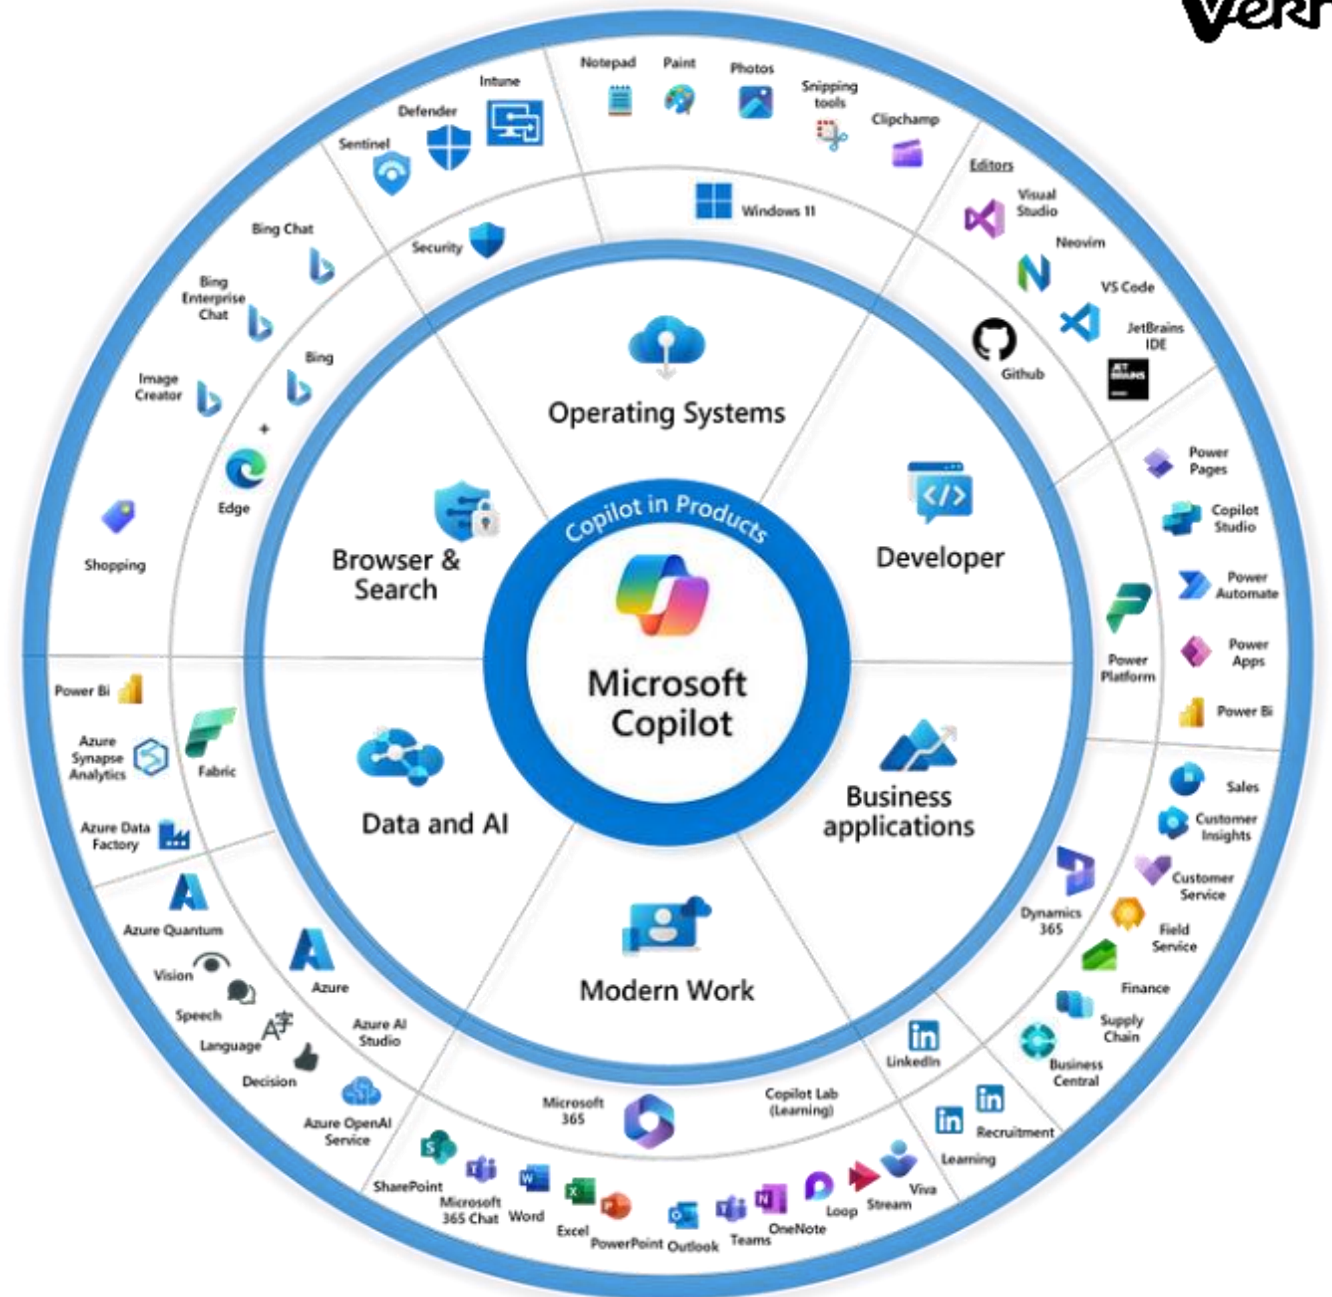 Notepad
Paint
Photos
Snipping
tools
Clipchamp
Windows 11
Intune
Defender
Sentinel
Security
Editors
Visual
Studio
Neovim
VS Code
JetBrains
IDE
JET
BRAINS
Github
Bing Chat
Bing
Enterprise
Chat
Image
Creator
Shopping
Bing
+
Edge
Operating Systems
Browser &
Search
Developer
Copilot in Products
Microsoft
Copilot
Data and AI
Business
applications
Modern Work
Power
Pages
Copilot
Studio
Power
Automate
Power
Apps
Power Bi
Power
Platform
Sales
Customer
Insights
Customer
Service
Field
Service
Finance
Supply
Chain
Business
Central
Dynamics
365
LinkedIn
Recruitment
Learning
Power Bi
Azure
Synapse
Analytics
Azure Data
Factory
Fabric
Azure Quantum
Vision
Speech
Language
Decision
Azure OpenAI
Service
Azure
Azure AI
Studio
Microsoft
365
Copilot Lab
(Learning)
SharePoint
Microsoft
365 Chat
Word
Excel
PowerPoint
Outlook
Teams
OneNote
Loop
Stream
Viva